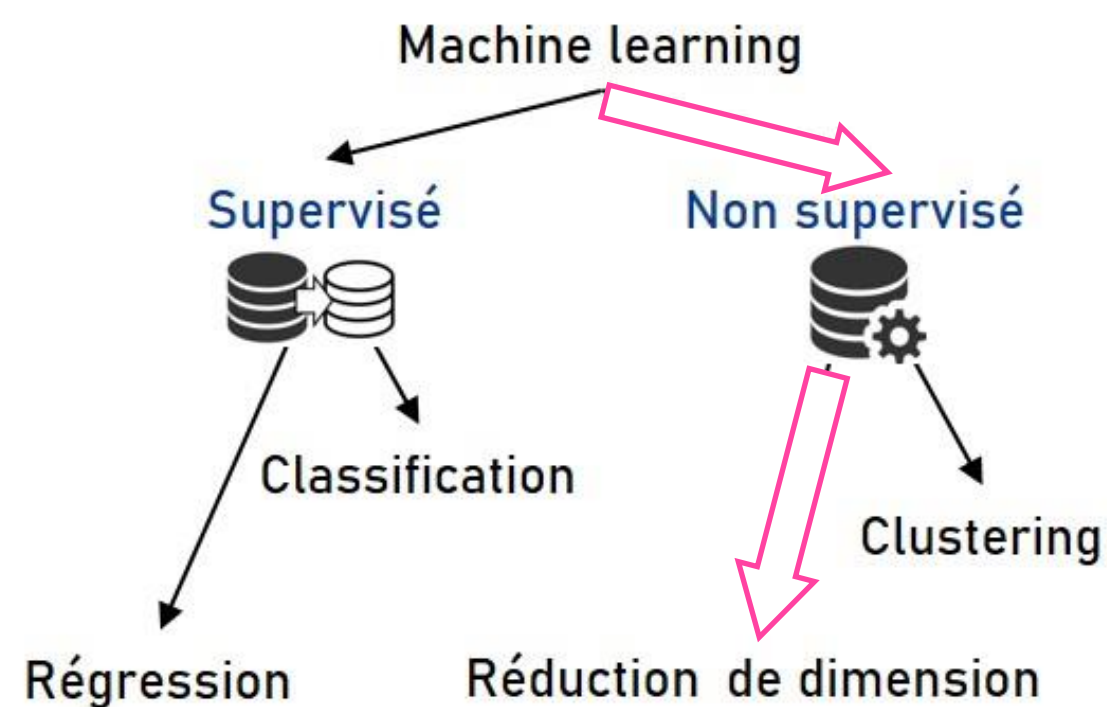 Machine learning
Supervisé
Non supervisé
Classification
Clustering
Régression
Réduction de dimension